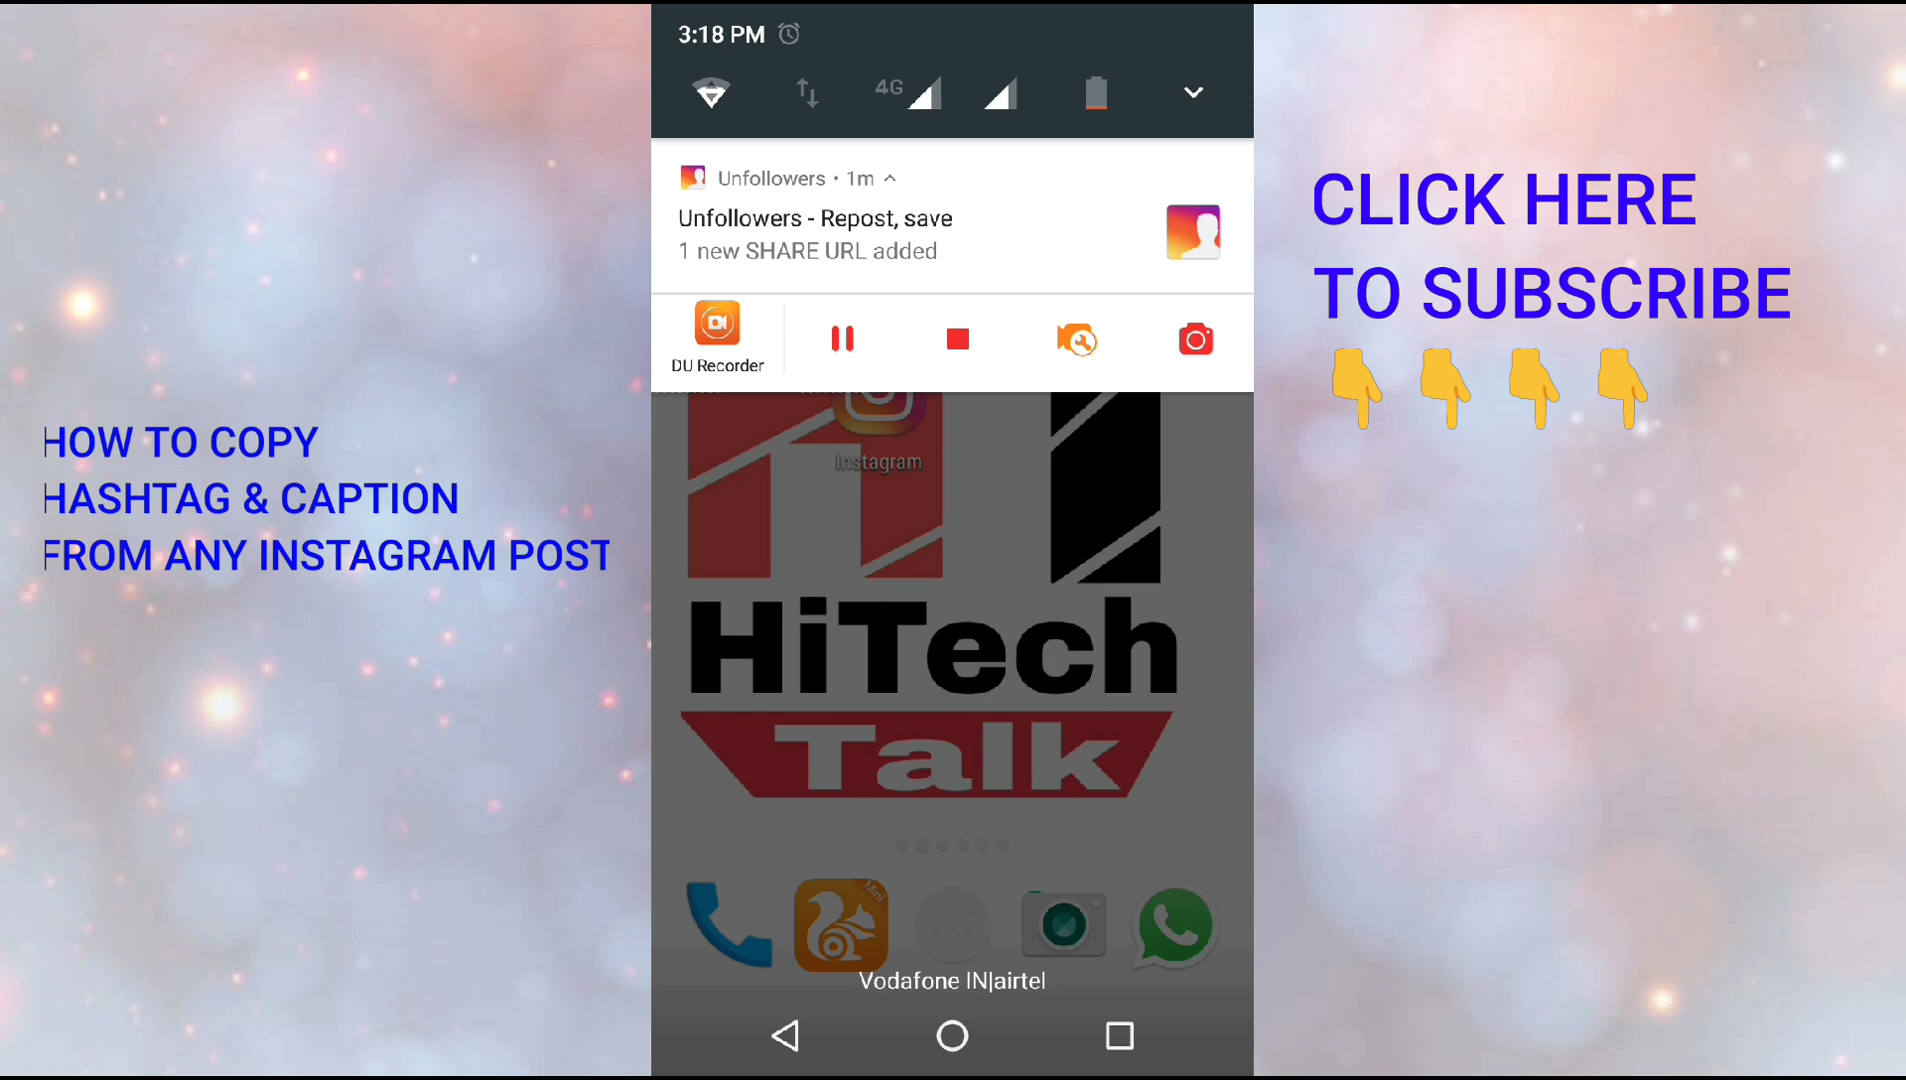 HOW TO COPY
HASHTAG & CAPTION
FROM ANY INSTAGRAM POST
3:18 PM
4G
Unfollowers • 1m
Unfollowers - Repost, save
1 new SHARE URL added
DU Recorder
Instagram
HiTech
Talk
Mini
Vodafone IN|airtel
CLICK HERE
TO SUBSCRIBE
👇 👇 👇 👇